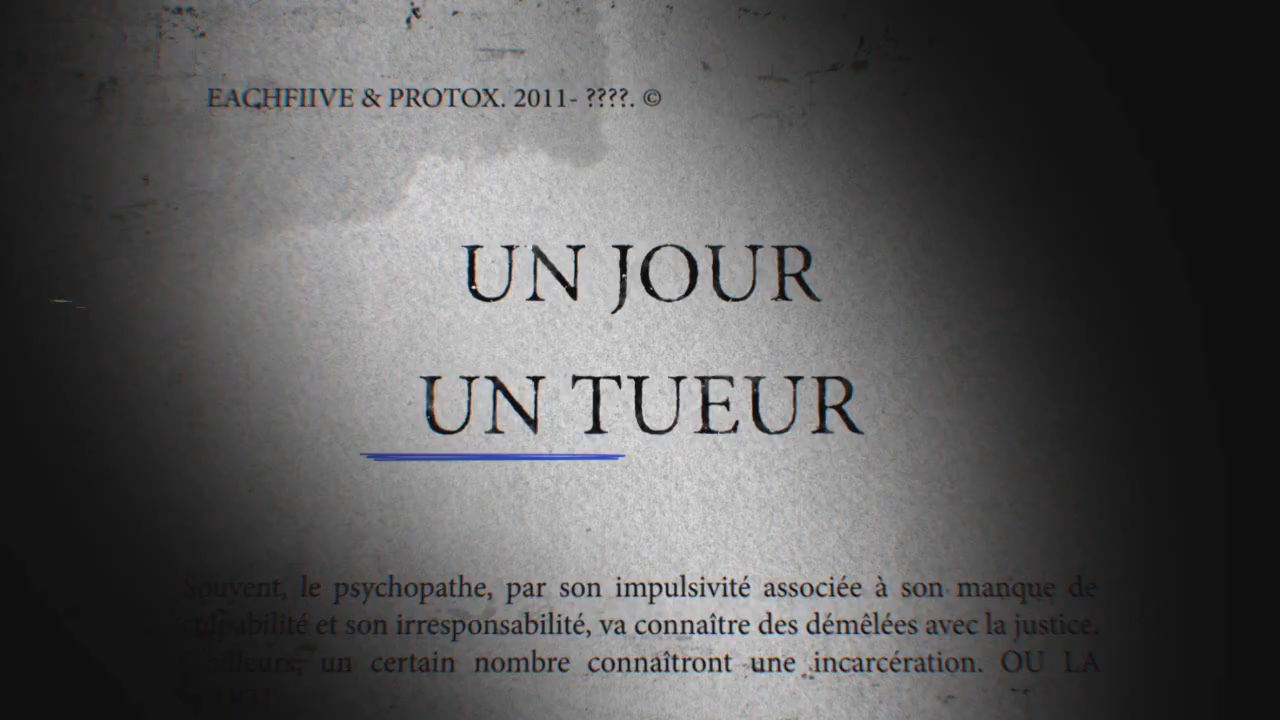 EACHFIIVE & PROTOX. 2011- ????. ©
UN JOUR
UN TUEUR
Souvent, le psychopathe, par son impulsivité associée à son manque de
culpabilité et son irresponsabilité, va connaître des démêlées avec la justice.
un certain nombre connaîtront une incarcération. OU LA